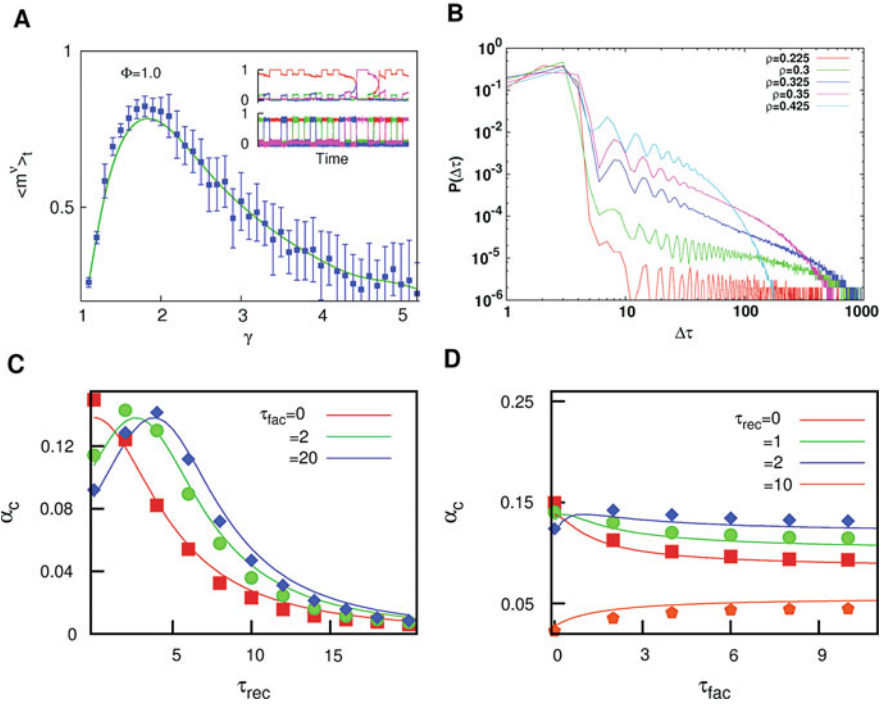 A
1
0.5
<m^ν>_t
Φ=1.0
1
0
1
0
Time
1 2 3 4 5
γ
B
10^0
10^-1
10^-2
10^-3
10^-4
10^-5
10^-6
P(Δτ)
ρ=0.225
ρ=0.3
ρ=0.325
ρ=0.35
ρ=0.425
1 10 100 1000
Δτ
C
0.12
0.08
0.04
0
α_c
τ_fac=0
=2
=20
5 10 15
τ_rec
D
0.25
0.15
0.05
α_c
τ_rec=0
=1
=2
=10
0 3 6 9
τ_fac